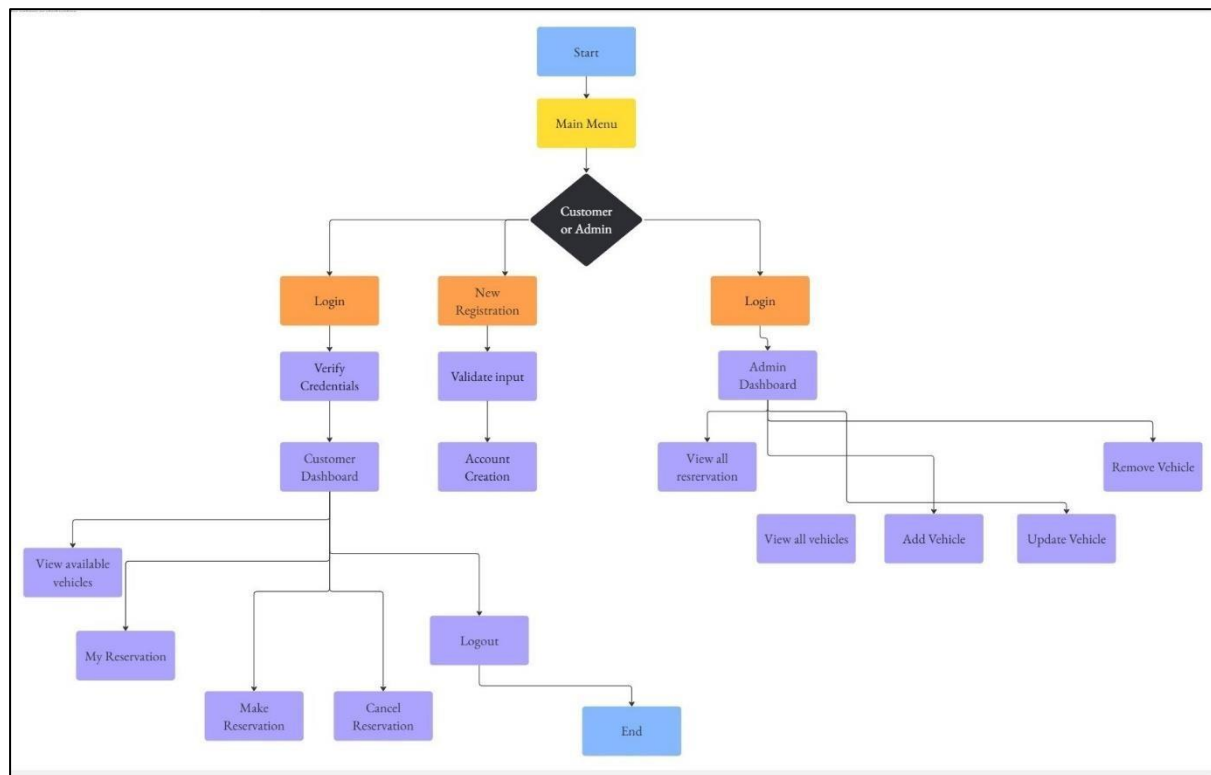 Start
Main Menu
Customer
or Admin
Login
New
Registration
Login
Verify
Credentials
Validate input
Admin
Dashboard
Customer
Dashboard
Account
Creation
View all
resrervation
Remove Vehicle
View available
vehicles
View all vehicles
Add Vehicle
Update Vehicle
My Reservation
Logout
Make
Reservation
Cancel
Reservation
End